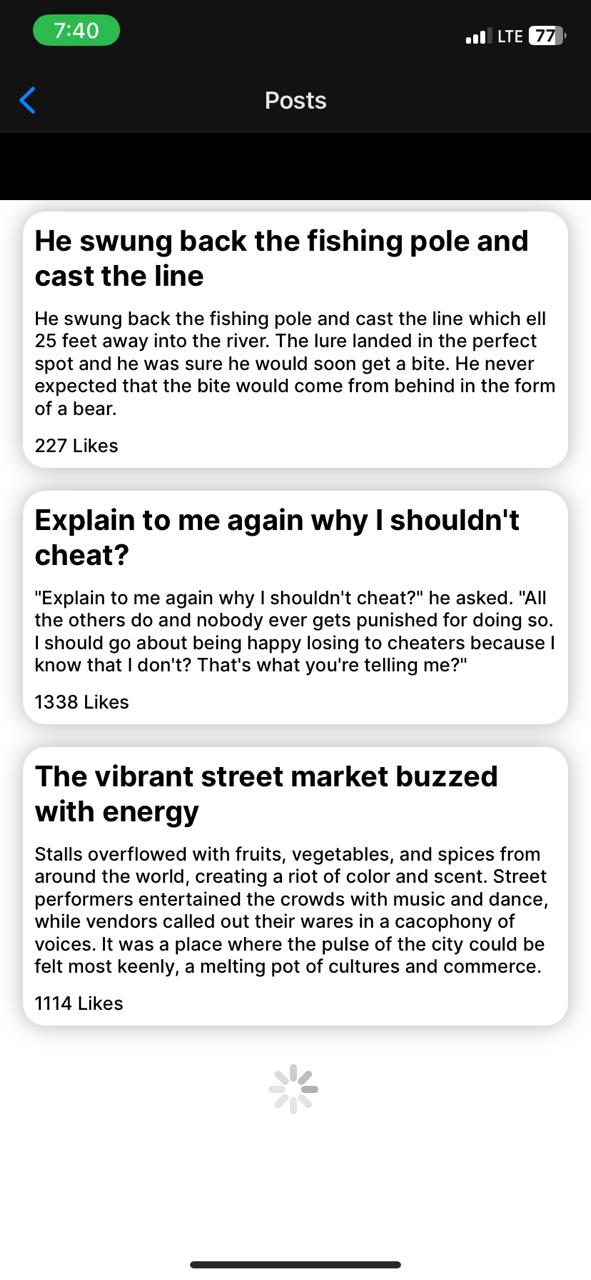 7:40
LTE 77
Posts
He swung back the fishing pole and
cast the line
He swung back the fishing pole and cast the line which ell
25 feet away into the river. The lure landed in the perfect
spot and he was sure he would soon get a bite. He never
expected that the bite would come from behind in the form
of a bear.
227 Likes
Explain to me again why I shouldn't
cheat?
"Explain to me again why I shouldn't cheat?" he asked. "All
the others do and nobody ever gets punished for doing so.
I should go about being happy losing to cheaters because I
know that I don't? That's what you're telling me?"
1338 Likes
The vibrant street market buzzed
with energy
Stalls overflowed with fruits, vegetables, and spices from
around the world, creating a riot of color and scent. Street
performers entertained the crowds with music and dance,
while vendors called out their wares in a cacophony of
voices. It was a place where the pulse of the city could be
felt most keenly, a melting pot of cultures and commerce.
1114 Likes